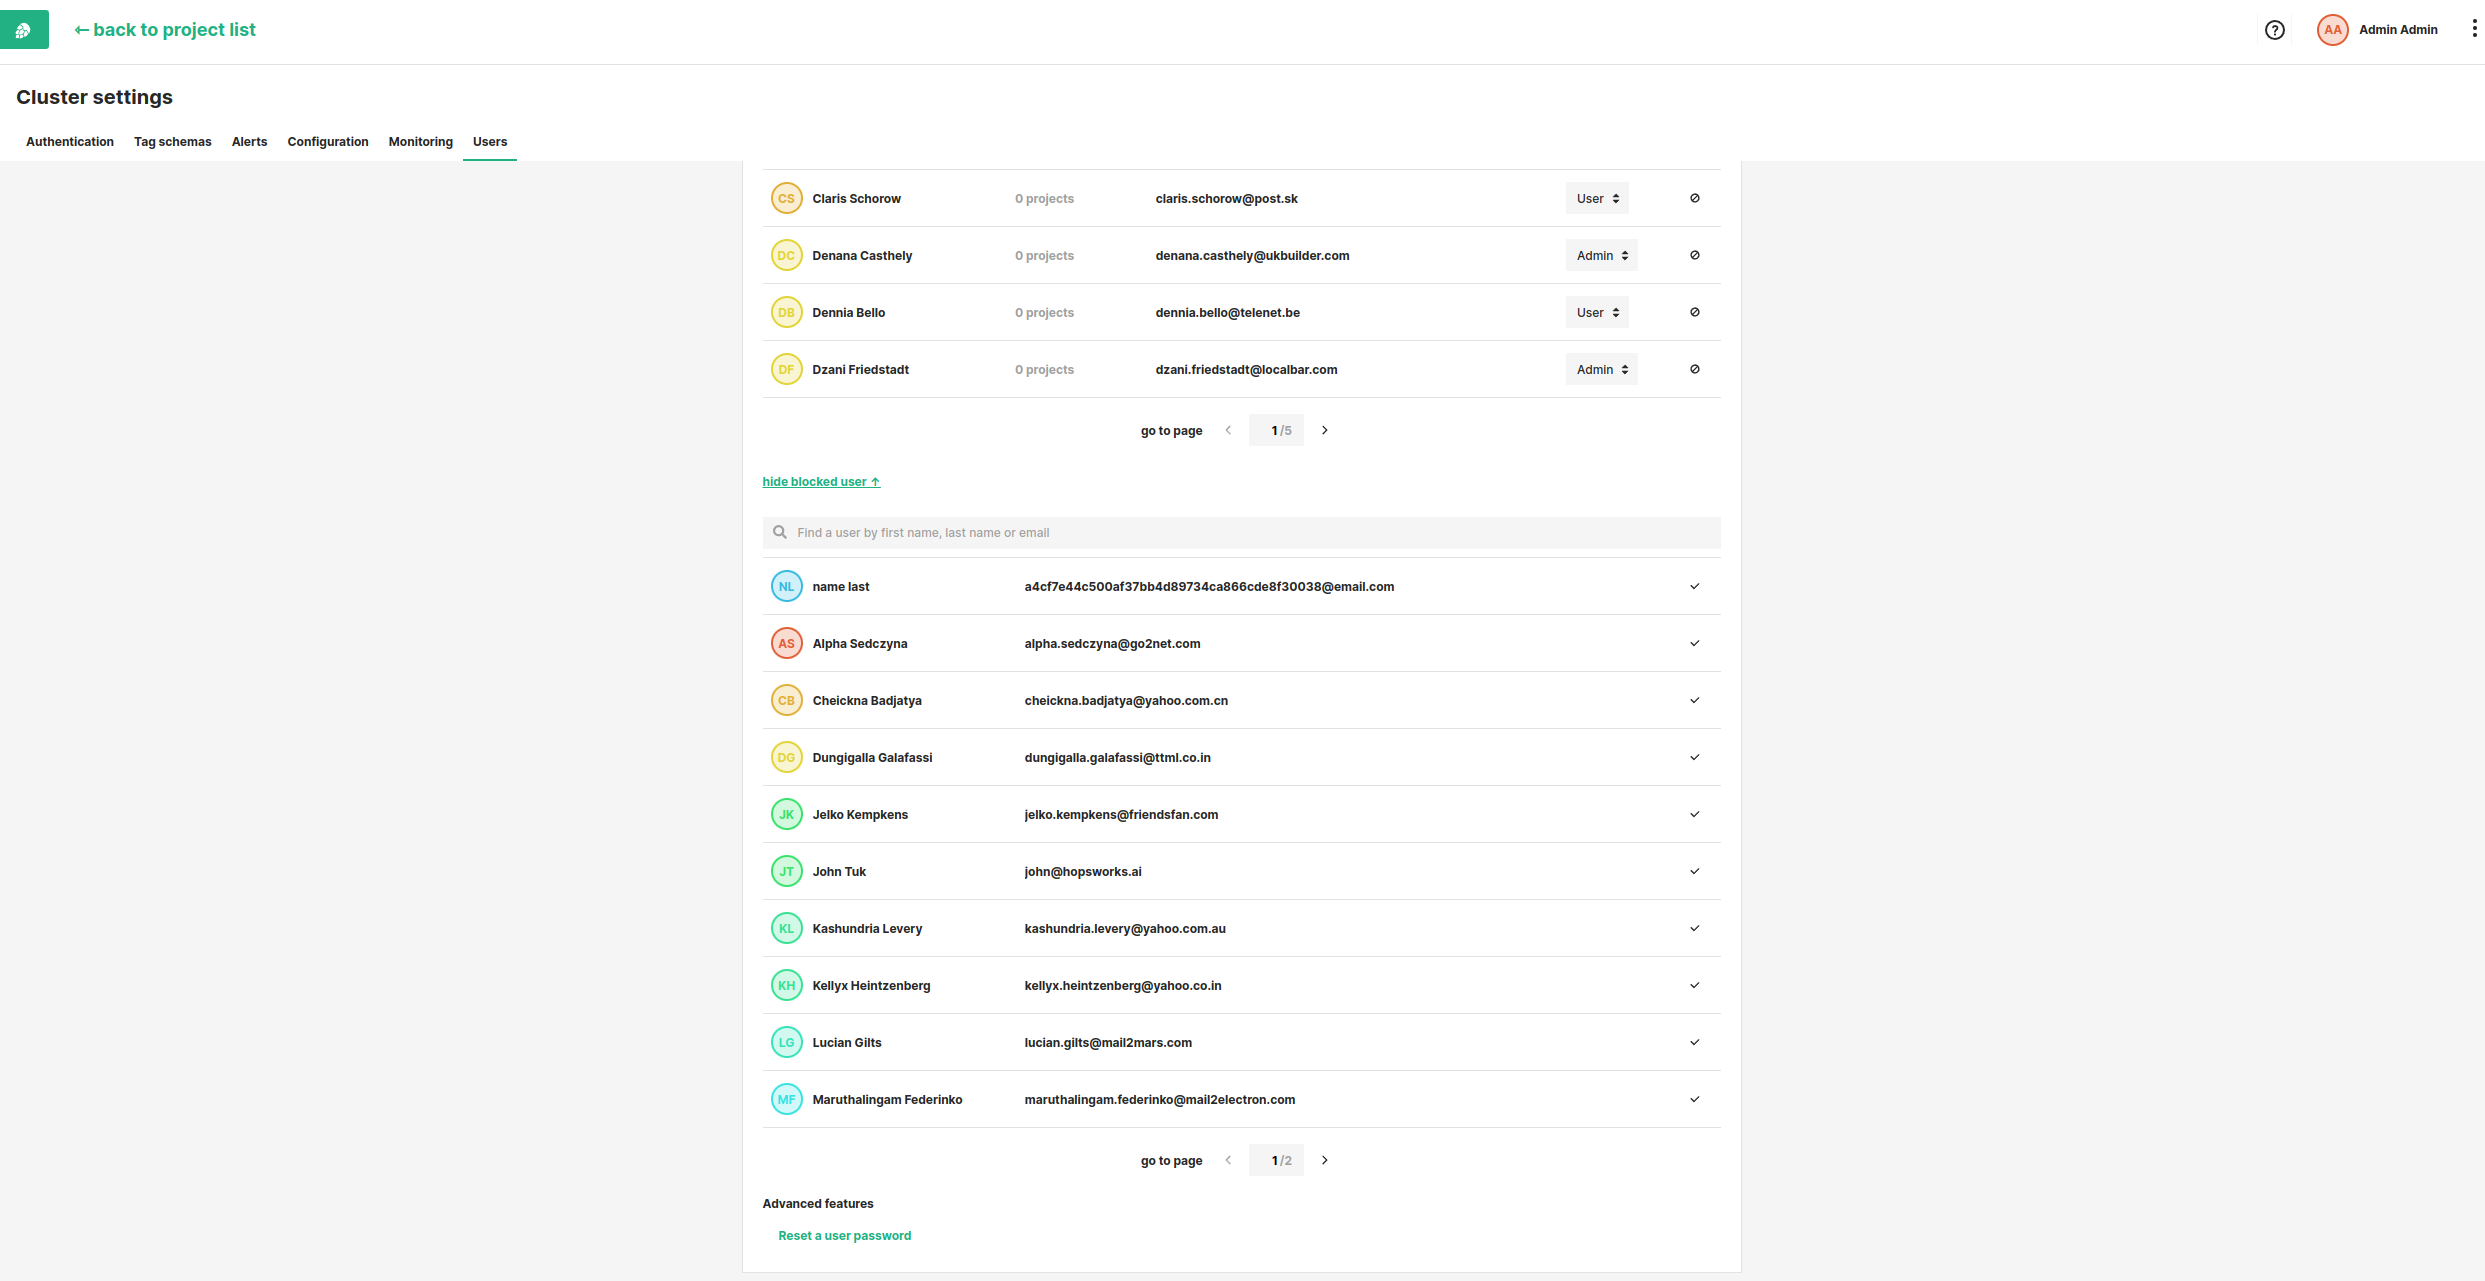 ← back to project list
? AA Admin Admin
Cluster settings
Authentication Tag schemas Alerts Configuration Monitoring Users
CS Claris Schorow 0 projects claris.schorow@post.sk User
DC Denana Casthely 0 projects denana.casthely@ukbuilder.com Admin
DB Dennia Bello 0 projects dennia.bello@telenet.be User
DF Dzani Friedstadt 0 projects dzani.friedstadt@localbar.com Admin
go to page 1 /5
hide blocked user ↑
Find a user by first name, last name or email
NL name last a4cf7e44c500af37bb4d89734ca866cde8f30038@email.com
AS Alpha Sedczyna alpha.sedczyna@go2net.com
CB Cheickna Badjatya cheickna.badjatya@yahoo.com.cn
DG Dungigalla Galafassi dungigalla.galafassi@ttml.co.in
JK Jelko Kempkens jelko.kempkens@friendsfan.com
JT John Tuk john@hopsworks.ai
KL Kashundria Levery kashundria.levery@yahoo.com.au
KH Kellyx Heintzenberg kellyx.heintzenberg@yahoo.co.in
LG Lucian Gilts lucian.gilts@mail2mars.com
MF Maruthalingam Federinko maruthalingam.federinko@mail2electron.com
go to page 1 /2
Advanced features
Reset a user password